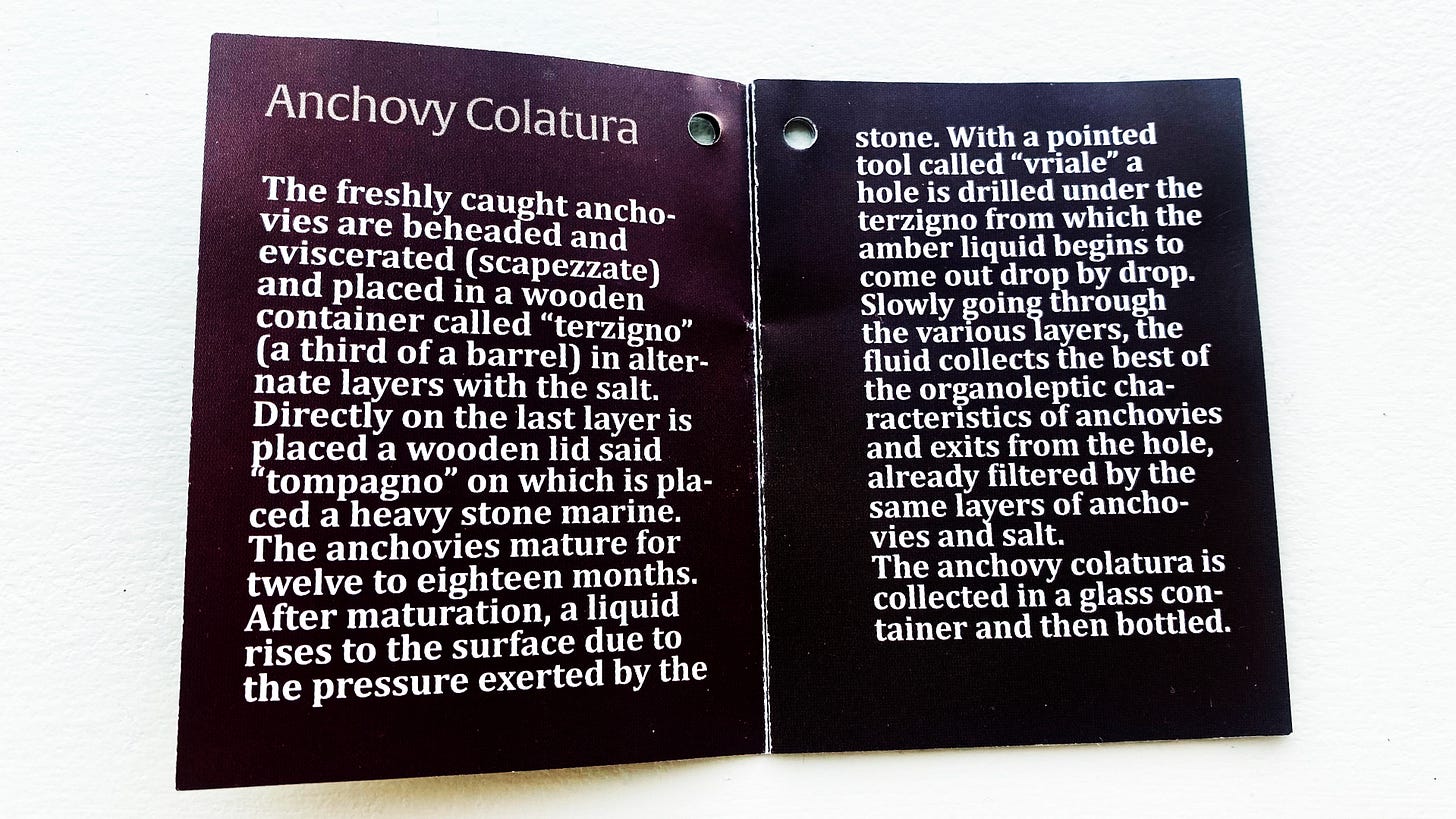 Anchovy Colatura
The freshly caught ancho-
vies are beheaded and
eviscerated (scapezzate)
and placed in a wooden
container called “terzigno”
(a third of a barrel) in alter-
nate layers with the salt.
Directly on the last layer is
placed a wooden lid said
“tompagno” on which is pla-
ced a heavy stone marine.
The anchovies mature for
twelve to eighteen months.
After maturation, a liquid
rises to the surface due to
the pressure exerted by the
stone. With a pointed
tool called “vriale” a
hole is drilled under the
terzigno from which the
amber liquid begins to
come out drop by drop.
Slowly going through
the various layers, the
fluid collects the best of
the organoleptic cha-
racteristics of anchovies
and exits from the hole,
already filtered by the
same layers of ancho-
vies and salt.
The anchovy colatura is
collected in a glass con-
tainer and then bottled.